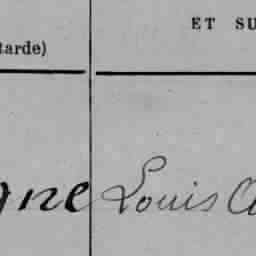 ET SU
tarde)
gne Louis A